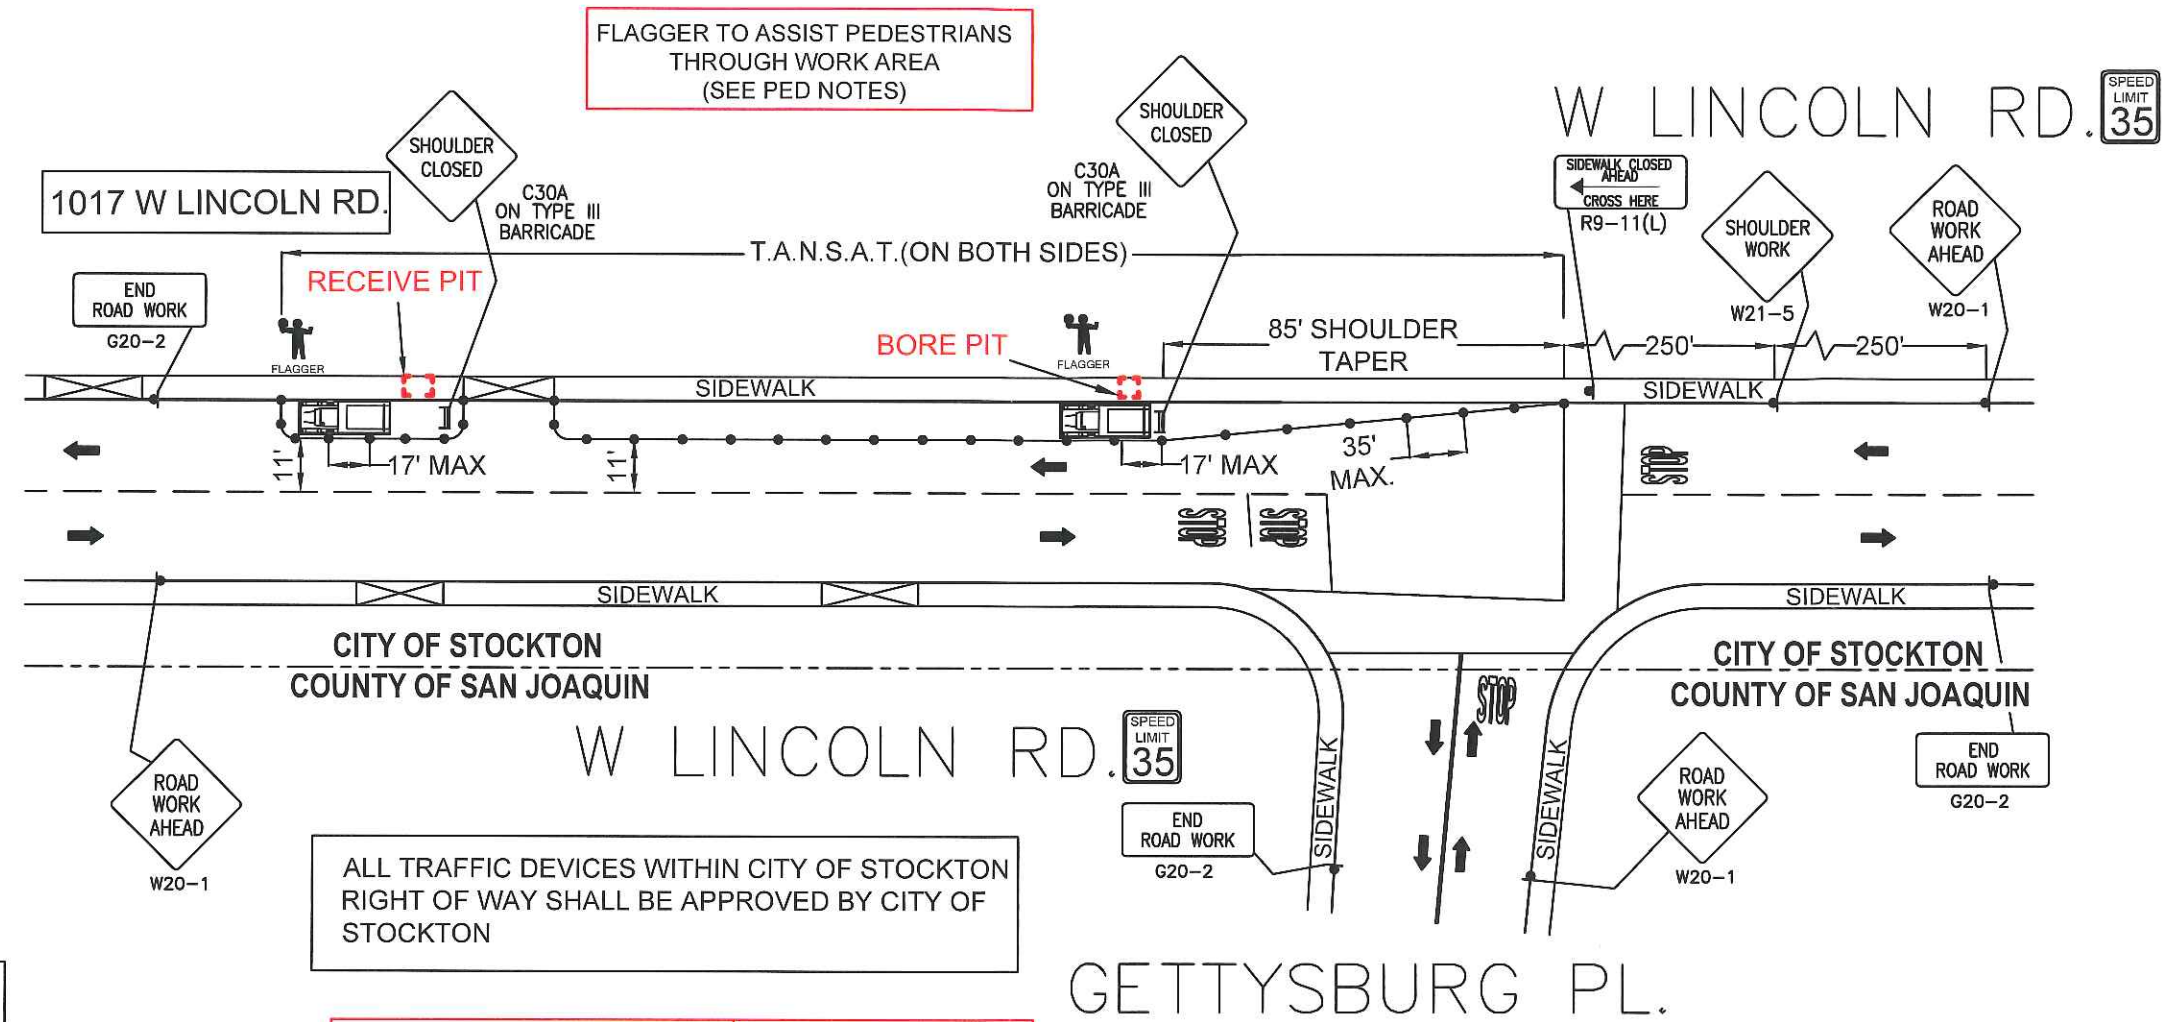 FLAGGER TO ASSIST PEDESTRIANS
THROUGH WORK AREA
(SEE PED NOTES)
W LINCOLN RD.
SPEED
LIMIT
35
SHOULDER
CLOSED
C30A
ON TYPE III
BARRICADE
SHOULDER
CLOSED
C30A
ON TYPE III
BARRICADE
SIDEWALK CLOSED
AHEAD
CROSS HERE
R9-11(L)
SHOULDER
WORK
W21-5
ROAD
WORK
AHEAD
W20-1
1017 W LINCOLN RD.
T.A.N.S.A.T.(ON BOTH SIDES)
END
ROAD WORK
G20-2
RECEIVE PIT
FLAGGER
BORE PIT
FLAGGER
85' SHOULDER
TAPER
250'
250'
SIDEWALK
SIDEWALK
11'
17' MAX
11'
17' MAX
35'
MAX.
STOP
STOP
STOP
SIDEWALK
SIDEWALK
CITY OF STOCKTON
COUNTY OF SAN JOAQUIN
CITY OF STOCKTON
COUNTY OF SAN JOAQUIN
STOP
W LINCOLN RD.
SPEED
LIMIT
35
SIDEWALK
SIDEWALK
ROAD
WORK
AHEAD
W20-1
END
ROAD WORK
G20-2
ROAD
WORK
AHEAD
W20-1
END
ROAD WORK
G20-2
ALL TRAFFIC DEVICES WITHIN CITY OF STOCKTON
RIGHT OF WAY SHALL BE APPROVED BY CITY OF
STOCKTON
GETTYSBURG PL.